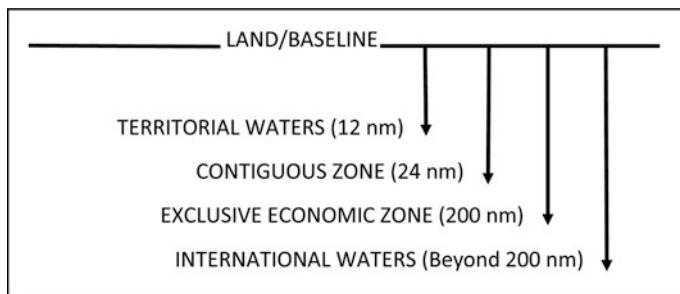 LAND/BASELINE
TERRITORIAL WATERS (12 nm)
CONTIGUOUS ZONE (24 nm)
EXCLUSIVE ECONOMIC ZONE (200 nm)
INTERNATIONAL WATERS (Beyond 200 nm)